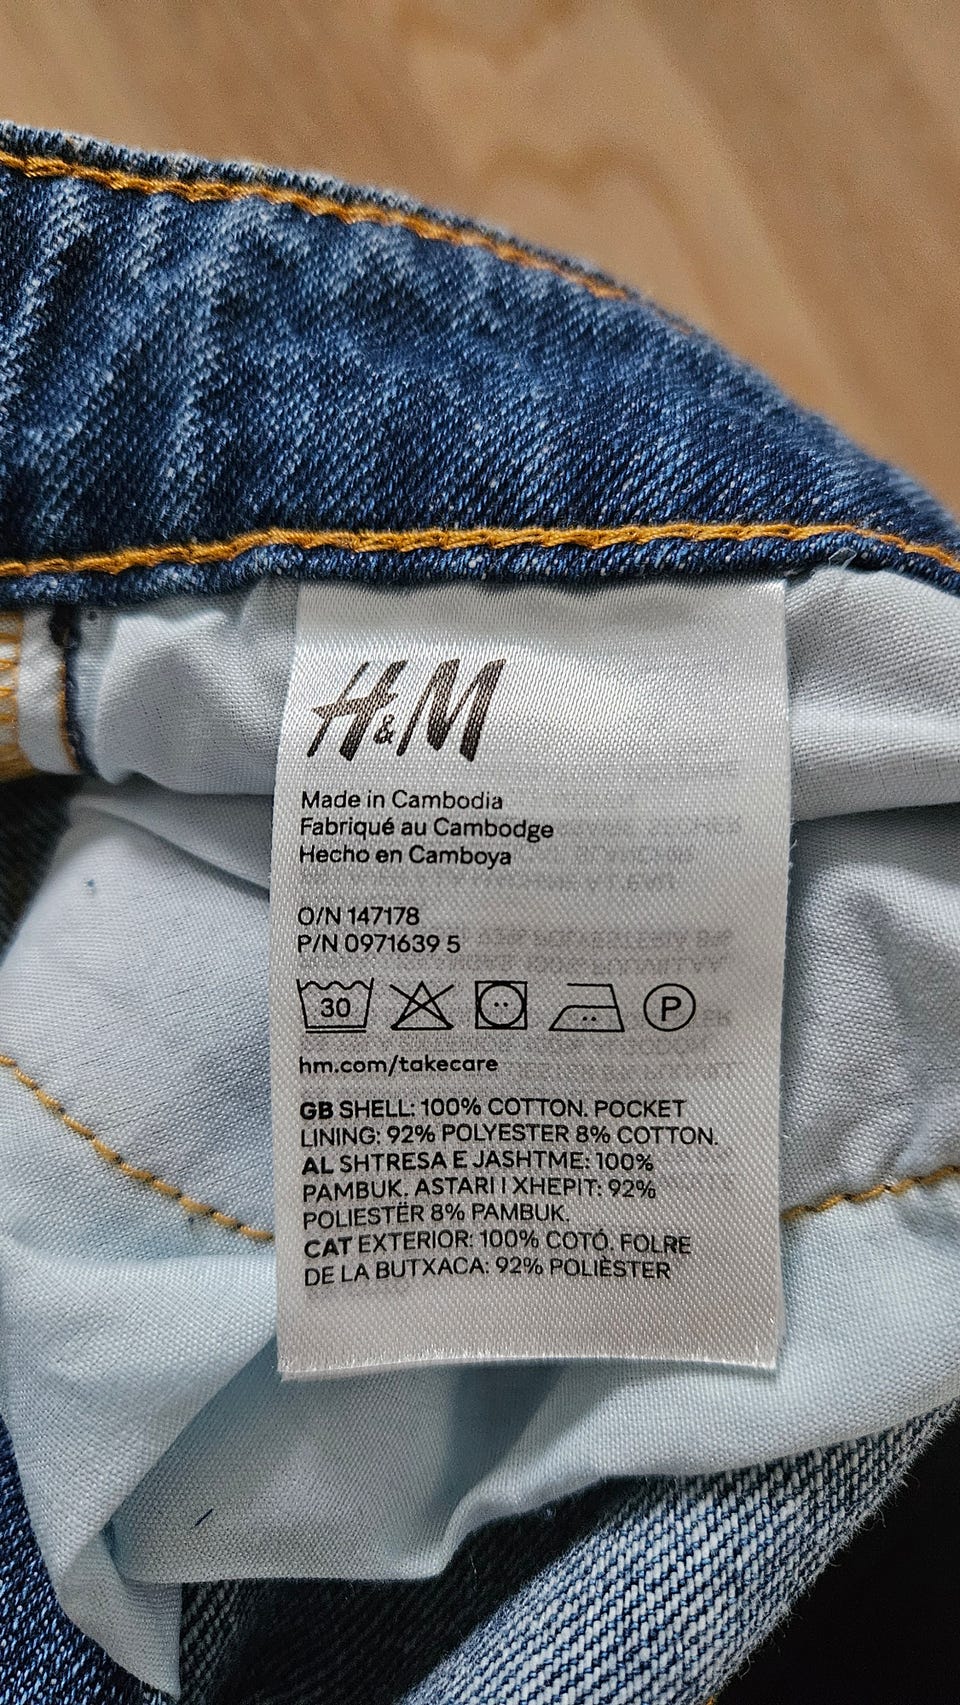 H&M
Made in Cambodia
Fabriqué au Cambodge
Hecho en Camboya
O/N 147178
P/N 0971639 5
30 P
hm.com/takecare
GB SHELL: 100% COTTON. POCKET
LINING: 92% POLYESTER 8% COTTON.
AL SHTRESA E JASHTME: 100%
PAMBUK. ASTARI I XHEPIT: 92%
POLIESTËR 8% PAMBUK.
CAT EXTERIOR: 100% COTÓ. FOLRE
DE LA BUTXACA: 92% POLIÈSTER